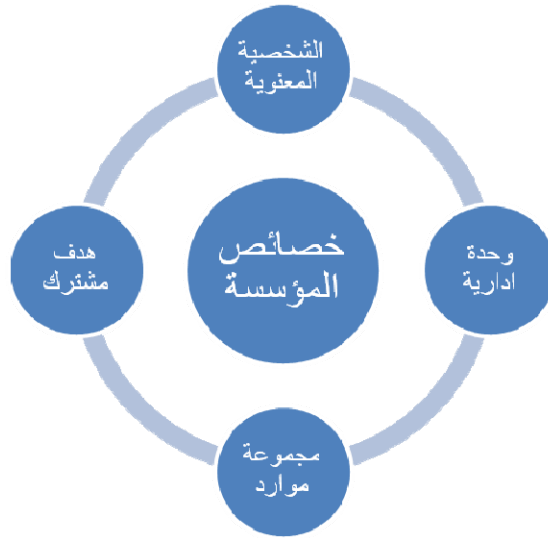 الشخصية
المعنوية
خصائص
المؤسسة
وحدة
ادارية
هدف
مشترك
مجموعة
موارد